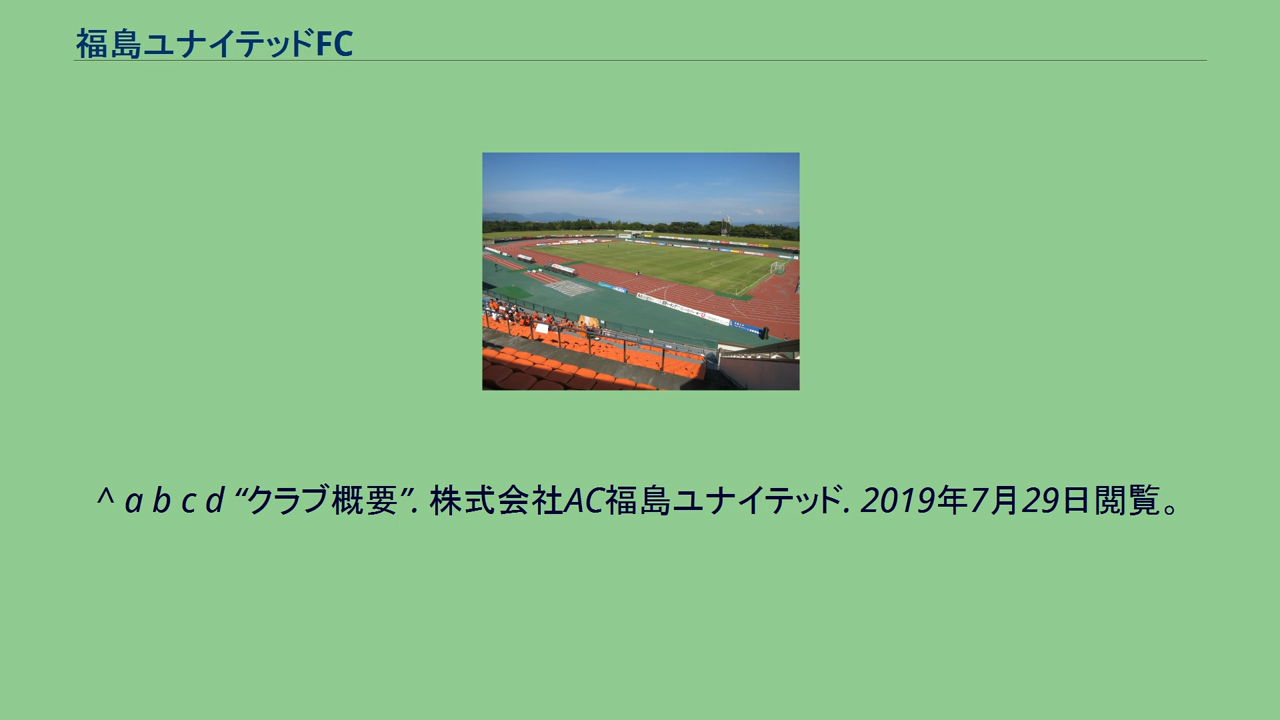 福島ユナイテッドFC
^ a b c d “クラブ概要”. 株式会社AC福島ユナイテッド. 2019年7月29日閲覧。